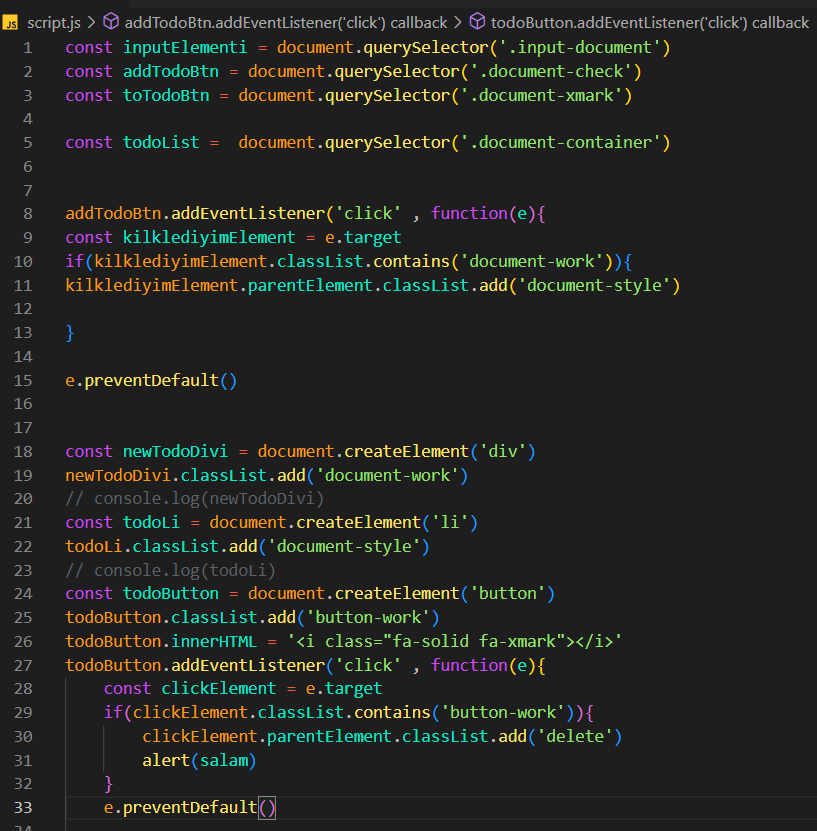 JS script.js > addTodoBtn.addEventListener('click') callback > todoButton.addEventListener('click') callback
1 const inputElementi = document.querySelector('.input-document')
2 const addTodoBtn = document.querySelector('.document-check')
3 const toTodoBtn = document.querySelector('.document-xmark')
4
5 const todoList =  document.querySelector('.document-container')
6
7
8 addTodoBtn.addEventListener('click' , function(e){
9 const kilklediyimElement = e.target
10 if(kilklediyimElement.classList.contains('document-work')){
11 kilklediyimElement.parentElement.classList.add('document-style')
12
13 }
14
15 e.preventDefault()
16
17
18 const newTodoDivi = document.createElement('div')
19 newTodoDivi.classList.add('document-work')
20 // console.log(newTodoDivi)
21 const todoLi = document.createElement('li')
22 todoLi.classList.add('document-style')
23 // console.log(todoLi)
24 const todoButton = document.createElement('button')
25 todoButton.classList.add('button-work')
26 todoButton.innerHTML = '<i class="fa-solid fa-xmark"></i>'
27 todoButton.addEventListener('click' , function(e){
28     const clickElement = e.target
29     if(clickElement.classList.contains('button-work')){
30         clickElement.parentElement.classList.add('delete')
31         alert(salam)
32     }
33     e.preventDefault()
34